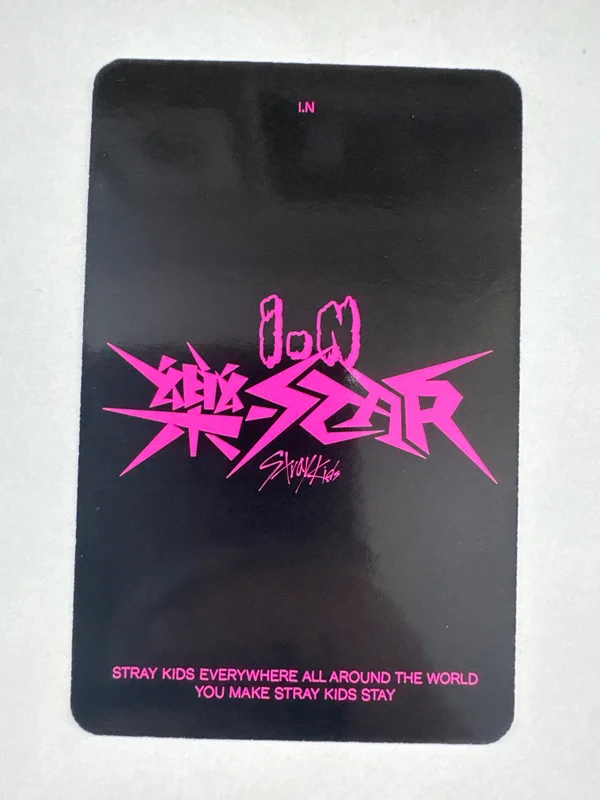 I.N
I.N
樂-STAR
Stray Kids
STRAY KIDS EVERYWHERE ALL AROUND THE WORLD
YOU MAKE STRAY KIDS STAY